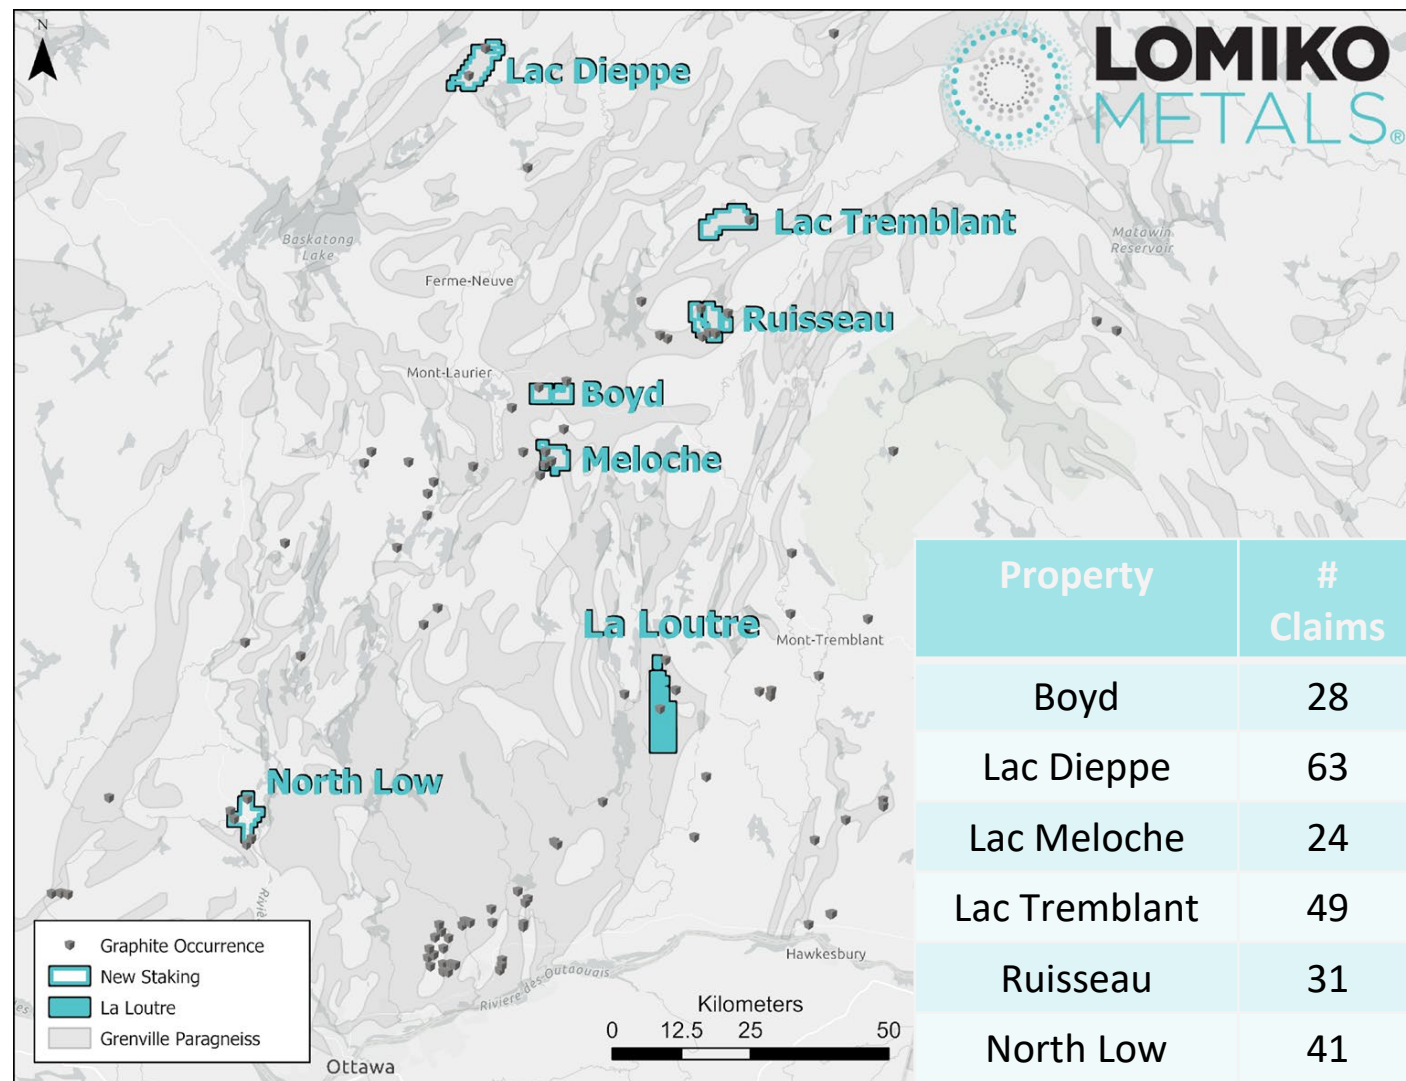 N
LOMIKO
METALS®
Lac Dieppe
Lac Tremblant
Baskatong
Lake
Matawin
Reservoir
Ferme-Neuve
Ruisseau
Mont-Laurier
Boyd
Meloche
La Loutre
Mont-Tremblant
North Low
Property # Claims
Boyd 28
Lac Dieppe 63
Lac Meloche 24
Lac Tremblant 49
Ruisseau 31
North Low 41
Graphite Occurrence
New Staking
La Loutre
Grenville Paragneiss
Riviere des Outaouais
Hawkesbury
Ottawa
Kilometers
0 12.5 25 50